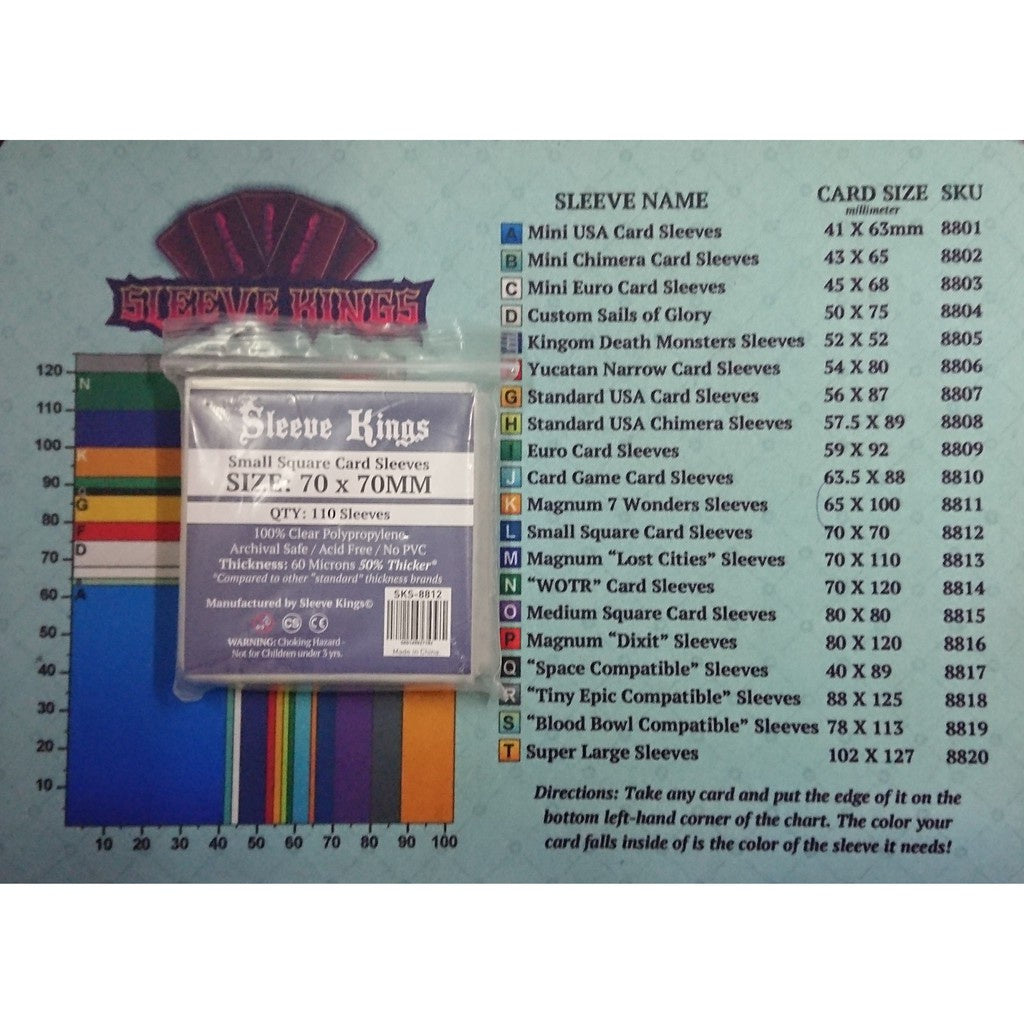 SLEEVE KINGS
SLEEVE NAME CARD SIZE SKU
millimeter
A Mini USA Card Sleeves 41 X 63mm 8801
B Mini Chimera Card Sleeves 43 X 65 8802
C Mini Euro Card Sleeves 45 X 68 8803
D Custom Sails of Glory 50 X 75 8804
Kingom Death Monsters Sleeves 52 X 52 8805
Yucatan Narrow Card Sleeves 54 X 80 8806
G Standard USA Card Sleeves 56 X 87 8807
H Standard USA Chimera Sleeves 57.5 X 89 8808
I Euro Card Sleeves 59 X 92 8809
J Card Game Card Sleeves 63.5 X 88 8810
K Magnum 7 Wonders Sleeves 65 X 100 8811
L Small Square Card Sleeves 70 X 70 8812
M Magnum "Lost Cities" Sleeves 70 X 110 8813
N "WOTR" Card Sleeves 70 X 120 8814
O Medium Square Card Sleeves 80 X 80 8815
P Magnum "Dixit" Sleeves 80 X 120 8816
Q "Space Compatible" Sleeves 40 X 89 8817
R "Tiny Epic Compatible" Sleeves 88 X 125 8818
S "Blood Bowl Compatible" Sleeves 78 X 113 8819
T Super Large Sleeves 102 X 127 8820
Directions: Take any card and put the edge of it on the
bottom left-hand corner of the chart. The color your
card falls inside of is the color of the sleeve it needs!
120
N
110
100
K
90
G
80
F
D
70
60
A
50
40
30
20
10
10 20 30 40 50 60 70 80 90 100
Sleeve Kings
Small Square Card Sleeves
SIZE: 70 x 70MM
QTY: 110 Sleeves
100% Clear Polypropylene
Archival Safe / Acid Free / No PVC
Thickness: 60 Microns 50% Thicker*
*Compared to other "standard" thickness brands
Manufactured by Sleeve Kings©
SKS-8812
WARNING: Choking Hazard -
Not for Children under 3 yrs.
Made in China